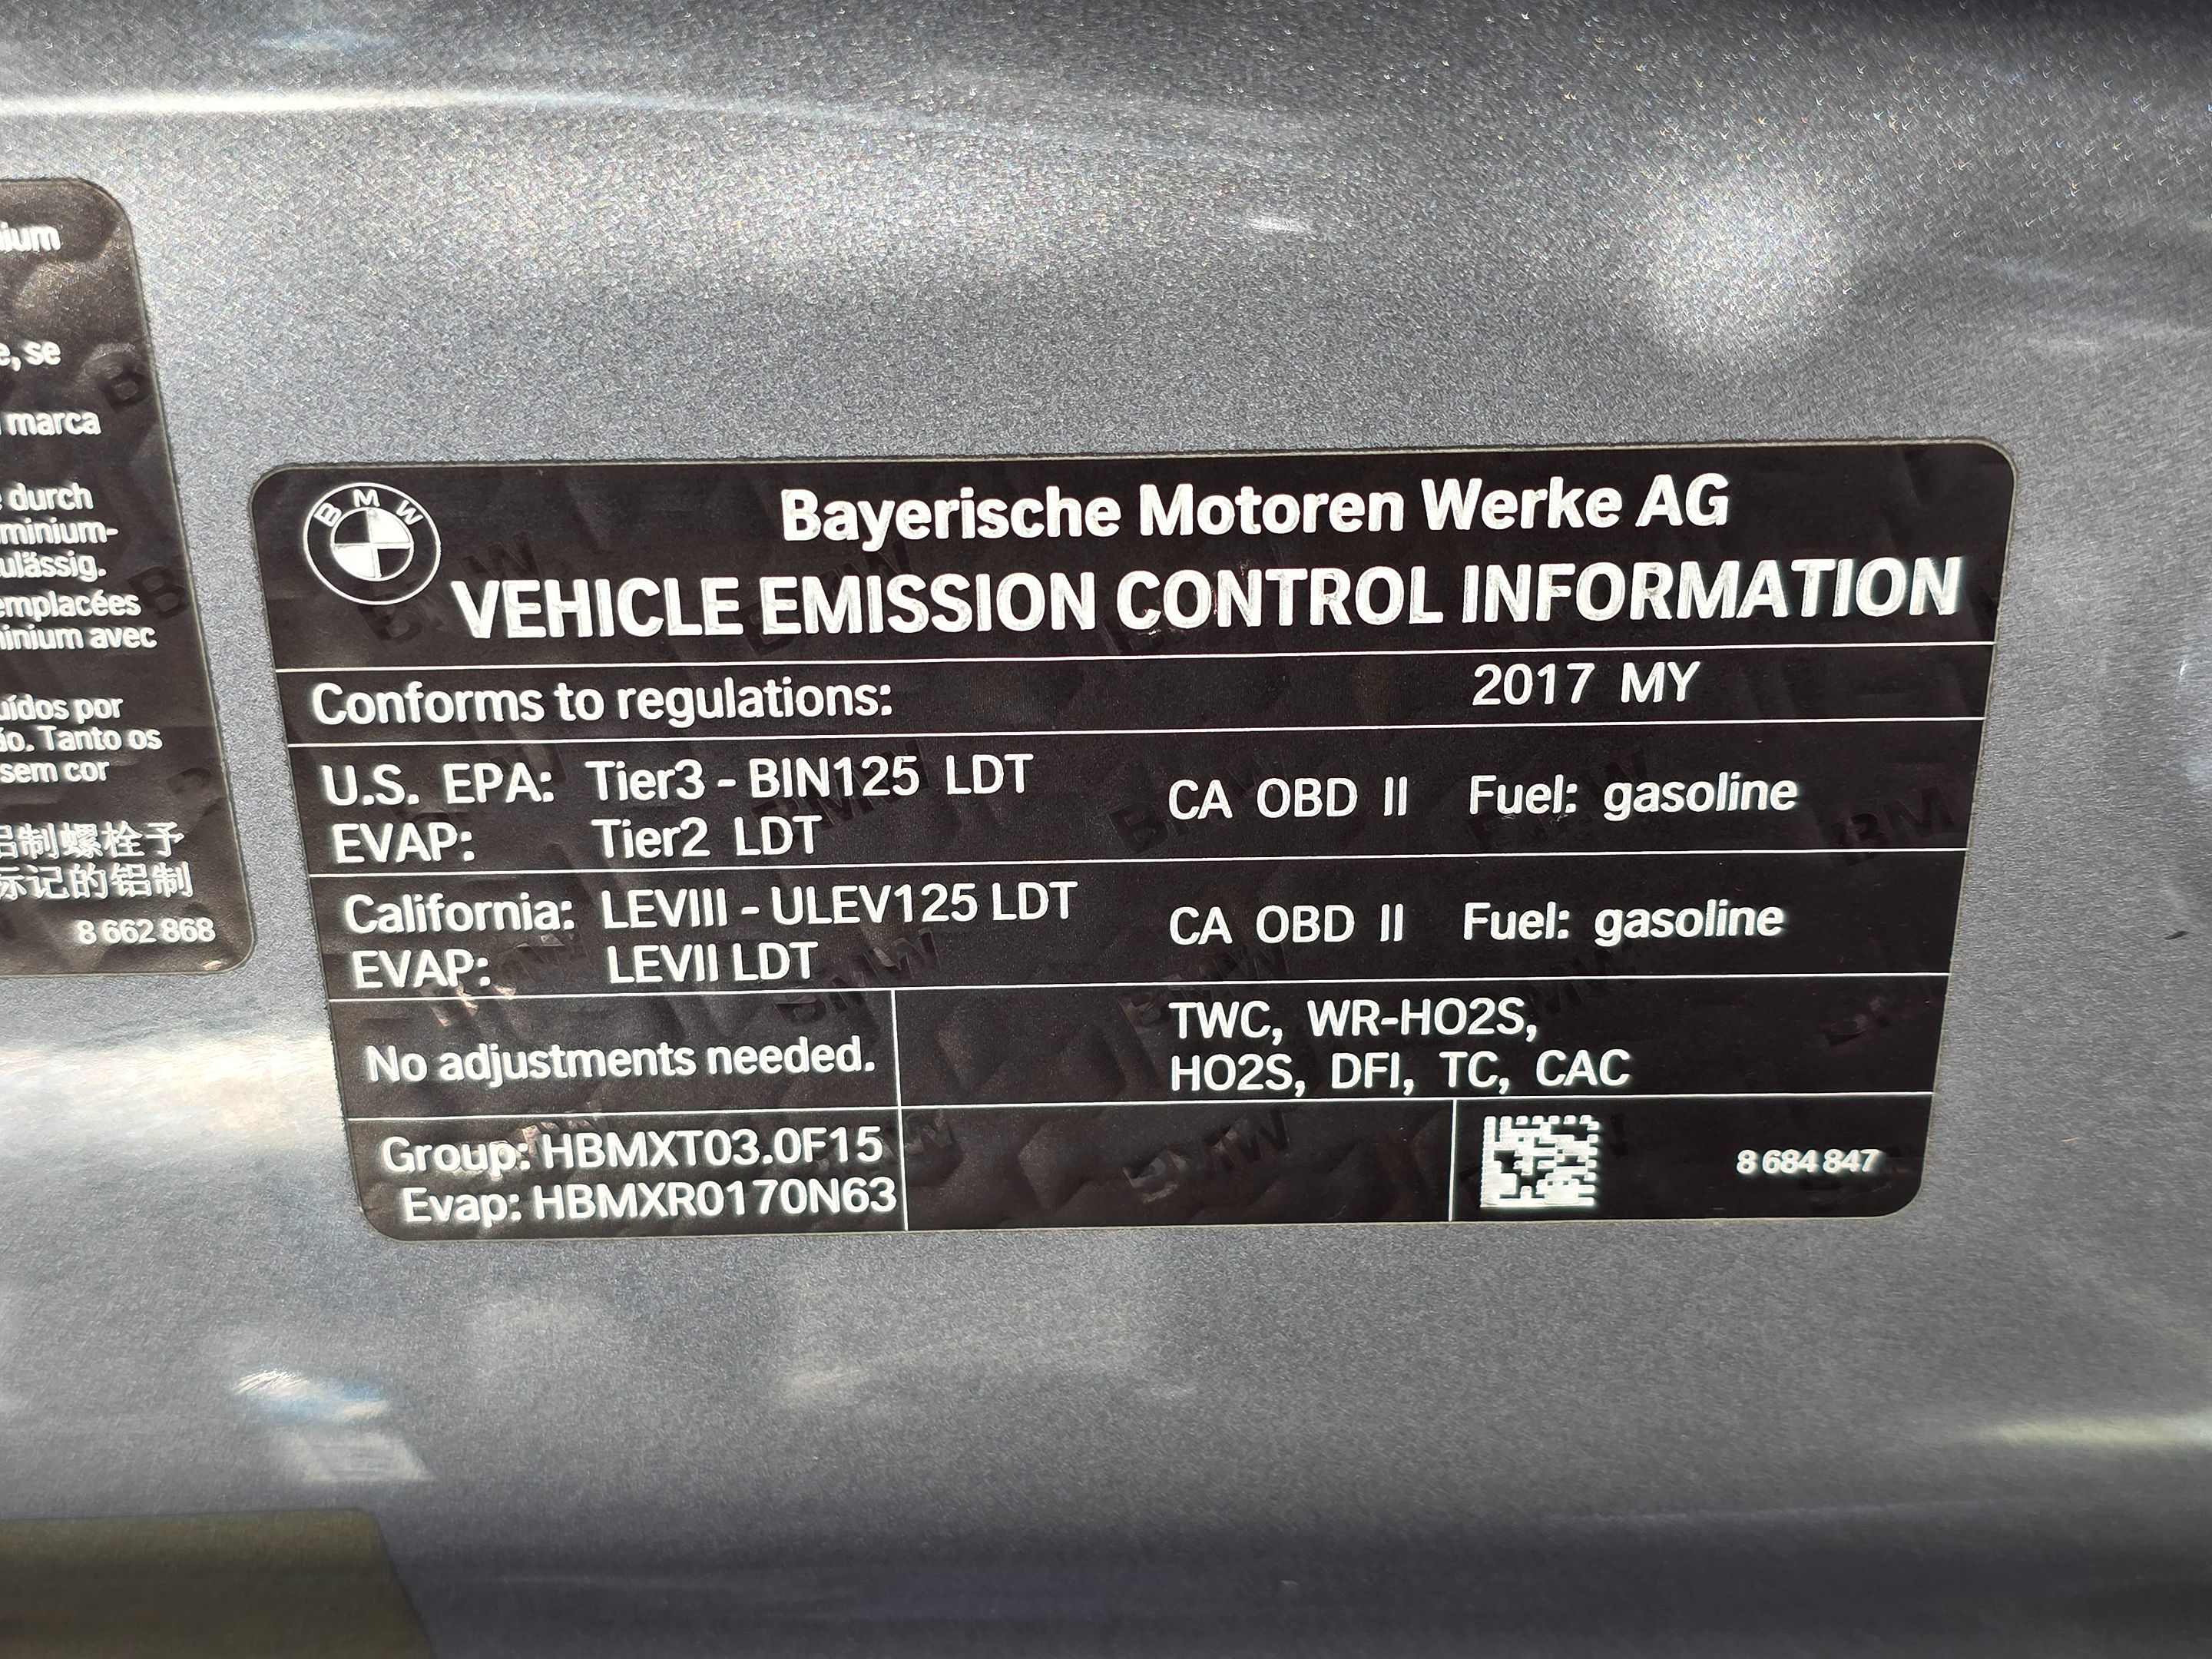 ium
e, se
marca
durch
minium-
ulässig.
emplacées
inium avec
uídos por
ão. Tanto os
sem cor
铝制螺栓予
标记的铝制
8 662 868
BMW
Bayerische Motoren Werke AG
VEHICLE EMISSION CONTROL INFORMATION
Conforms to regulations: 2017 MY
U.S. EPA: Tier3 - BIN125 LDT CA OBD II Fuel: gasoline
EVAP: Tier2 LDT
California: LEVIII - ULEV125 LDT CA OBD II Fuel: gasoline
EVAP: LEVII LDT
No adjustments needed.
TWC, WR-HO2S,
HO2S, DFI, TC, CAC
Group: HBMXT03.0F15
Evap: HBMXR0170N63
8 684 847